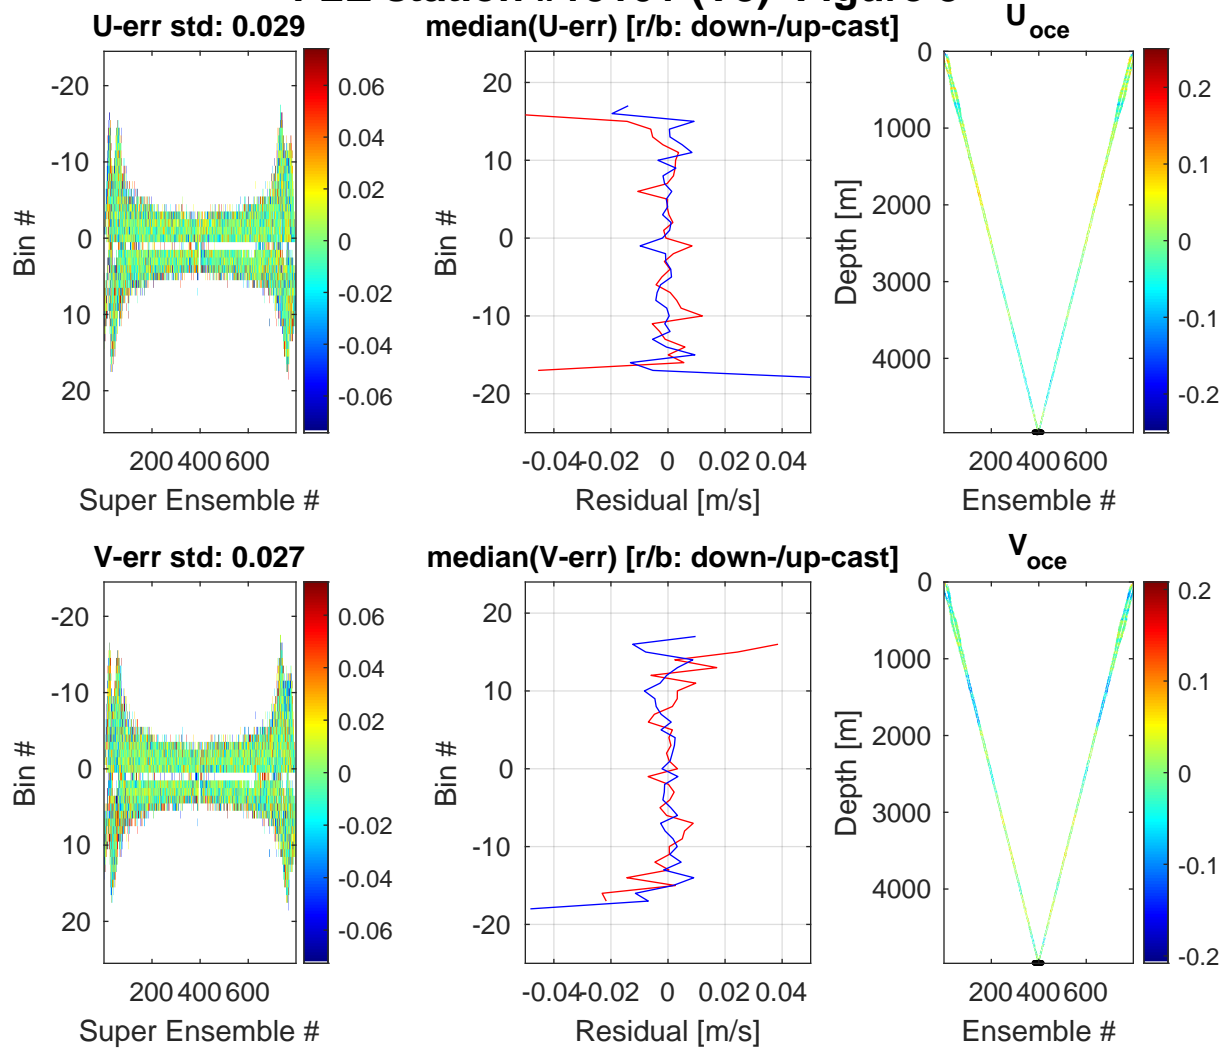 U-err std: 0.029
median(U-err) [r/b: down-/up-cast]
U oce
-20
-10
0
10
20
Bin #
200 400 600
Super Ensemble #
0.06
0.04
0.02
0
-0.02
-0.04
-0.06
20
10
0
-10
-20
Bin #
-0.04 -0.02 0 0.02 0.04
Residual [m/s]
0
1000
2000
3000
4000
Depth [m]
200 400 600
Ensemble #
0.2
0.1
0
-0.1
-0.2
V-err std: 0.027
median(V-err) [r/b: down-/up-cast]
V oce
-20
-10
0
10
20
Bin #
200 400 600
Super Ensemble #
0.06
0.04
0.02
0
-0.02
-0.04
-0.06
20
10
0
-10
-20
Bin #
-0.04 -0.02 0 0.02 0.04
Residual [m/s]
0
1000
2000
3000
4000
Depth [m]
200 400 600
Ensemble #
0.2
0.1
0
-0.1
-0.2